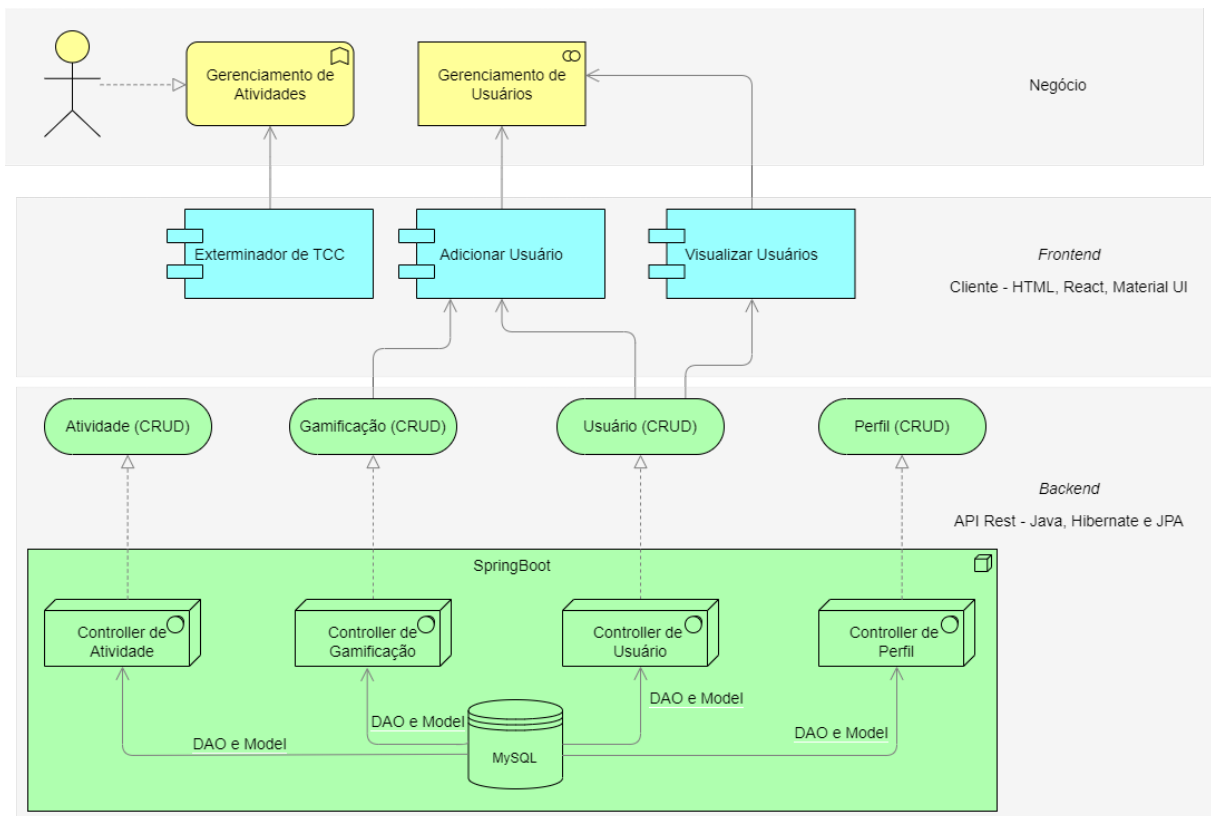 Gerenciamento de
Atividades
Gerenciamento de
Usuários
Negócio
Exterminador de TCC
Adicionar Usuário
Visualizar Usuários
Frontend
Cliente - HTML, React, Material UI
Atividade (CRUD)
Gamificação (CRUD)
Usuário (CRUD)
Perfil (CRUD)
Backend
API Rest - Java, Hibernate e JPA
SpringBoot
Controller de
Atividade
Controller de
Gamificação
Controller de
Usuário
Controller de
Perfil
DAO e Model
DAO e Model
DAO e Model
DAO e Model
MySQL